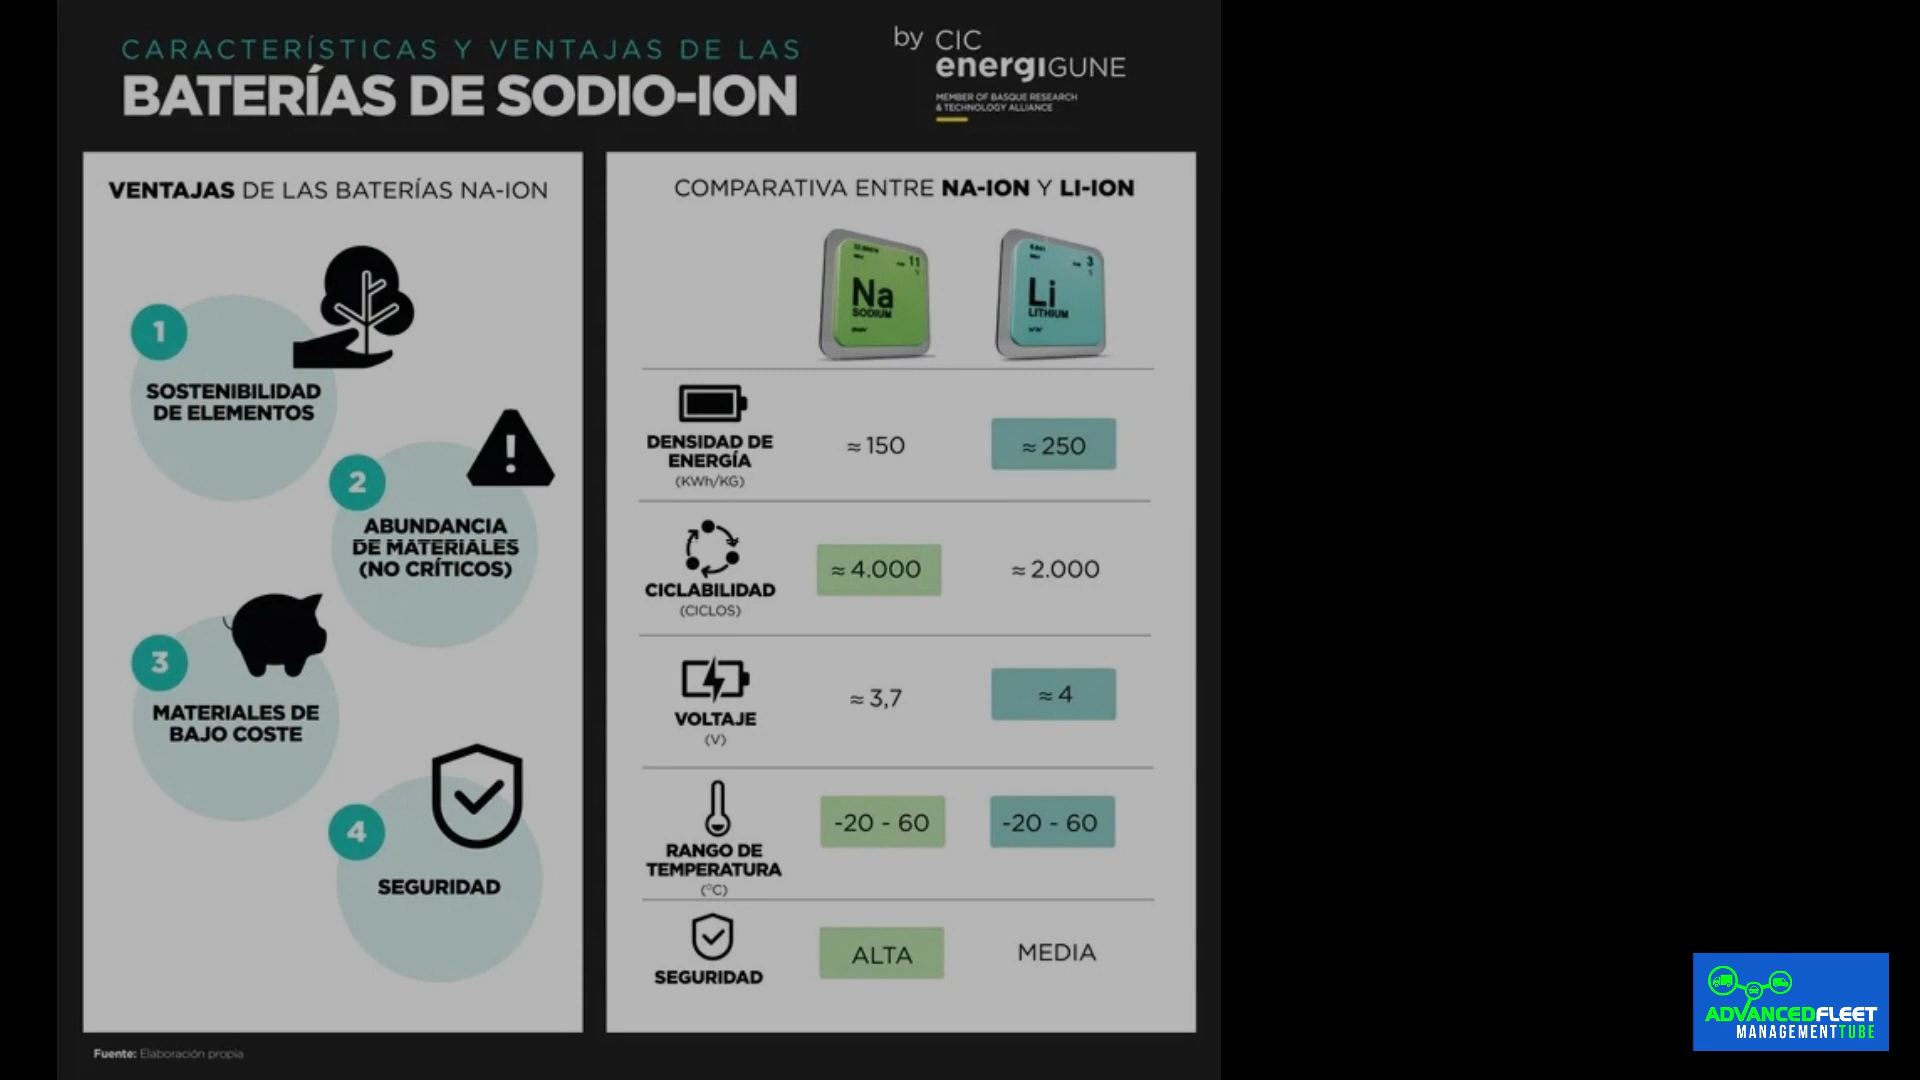 CARACTERÍSTICAS Y VENTAJAS DE LAS
BATERÍAS DE SODIO-ION
by CIC
energiGUNE
MEMBER OF BASQUE RESEARCH
& TECHNOLOGY ALLIANCE
VENTAJAS DE LAS BATERÍAS NA-ION
1
SOSTENIBILIDAD
DE ELEMENTOS
2
ABUNDANCIA
DE MATERIALES
(NO CRÍTICOS)
3
MATERIALES DE
BAJO COSTE
4
SEGURIDAD
COMPARATIVA ENTRE NA-ION Y LI-ION
11
Na
SODIUM
3
Li
LITHIUM
DENSIDAD DE
ENERGÍA
(KWh/KG)
≈ 150
≈ 250
CICLABILIDAD
(CICLOS)
≈ 4.000
≈ 2.000
VOLTAJE
(V)
≈ 3,7
≈ 4
RANGO DE
TEMPERATURA
(°C)
-20 - 60
-20 - 60
SEGURIDAD
ALTA
MEDIA
Fuente: Elaboración propia
ADVANCEDFLEET
MANAGEMENTTUBE